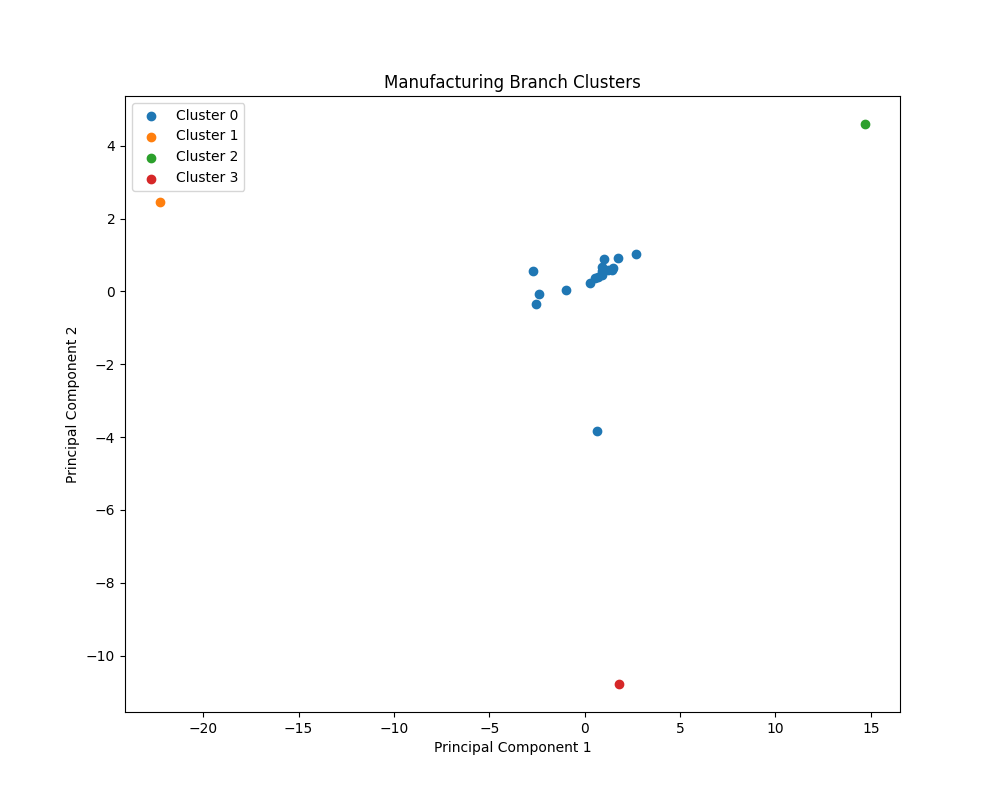 Manufacturing Branch Clusters
Cluster 0
Cluster 1
Cluster 2
Cluster 3
4
2
0
−2
−4
−6
−8
−10
Principal Component 2
−20 −15 −10 −5 0 5 10 15
Principal Component 1